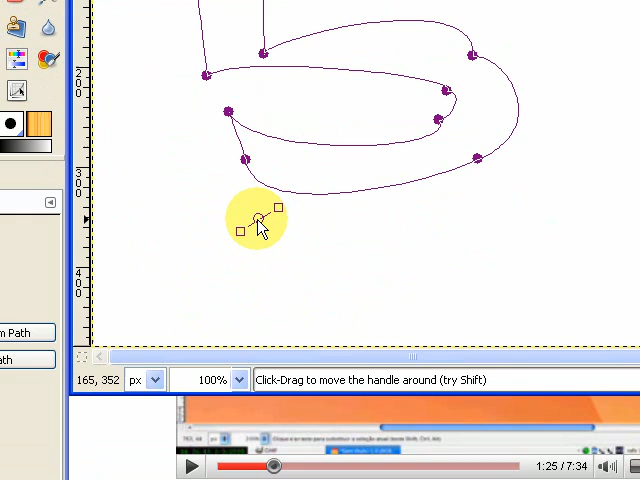 200
300
400
m Path
ath
165, 352 px 100% Click-Drag to move the handle around (try Shift)
1:25 / 7:34